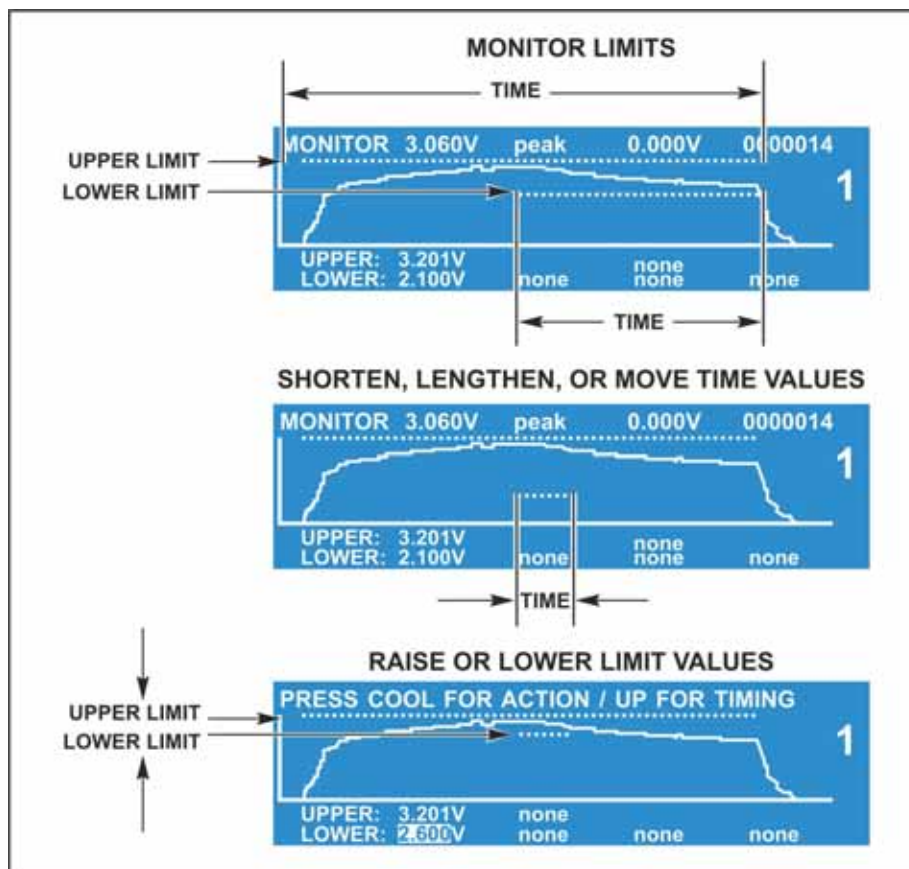 MONITOR LIMITS
TIME
MONITOR 3.060V peak 0.000V 0000014
UPPER LIMIT
LOWER LIMIT
1
UPPER: 3.201V none
LOWER: 2.100V none none none
TIME
SHORTEN, LENGTHEN, OR MOVE TIME VALUES
MONITOR 3.060V peak 0.000V 0000014
1
UPPER: 3.201V none
LOWER: 2.100V none none none
TIME
RAISE OR LOWER LIMIT VALUES
PRESS COOL FOR ACTION / UP FOR TIMING
UPPER LIMIT
LOWER LIMIT
1
UPPER: 3.201V none
LOWER: 2.600V none none none